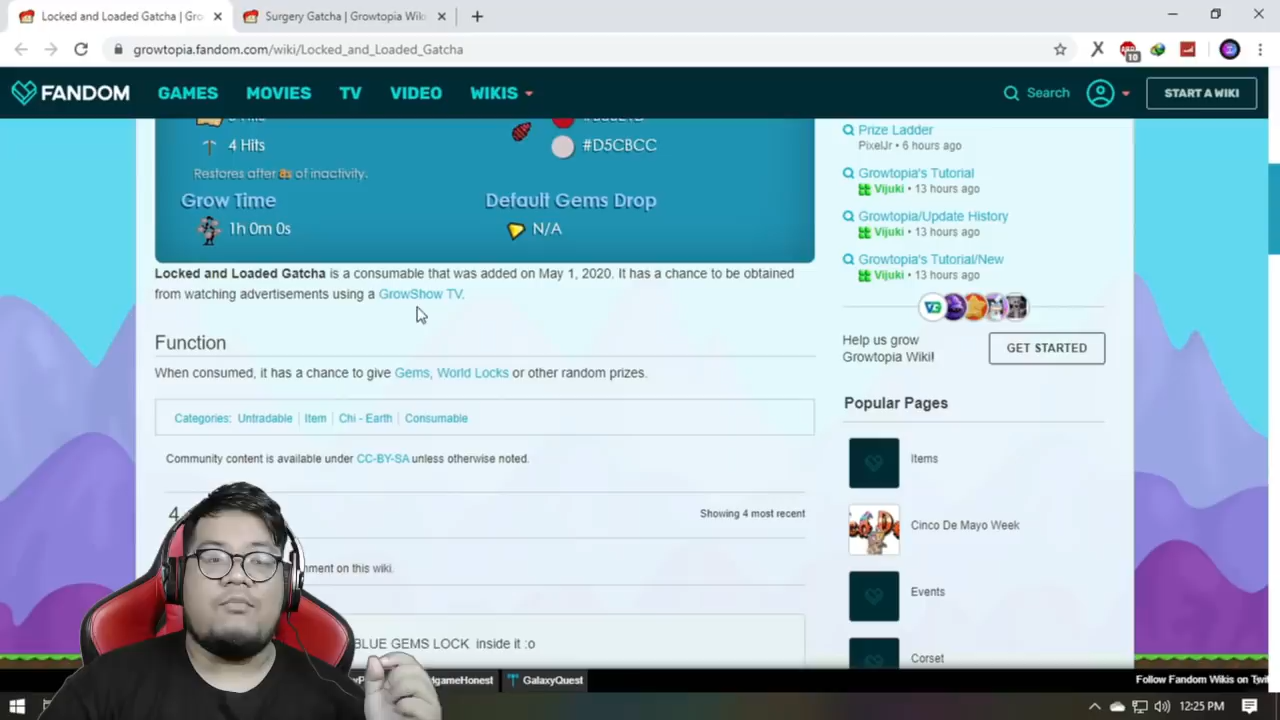 Locked and Loaded Gatcha | Gro
Surgery Gatcha | Growtopia Wiki
growtopia.fandom.com/wiki/Locked_and_Loaded_Gatcha
10
FANDOM
GAMES
MOVIES
TV
VIDEO
WIKIS
Search
START A WIKI
4 Hits
#D5CBCC
Restores after 8s of inactivity.
Grow Time
Default Gems Drop
1h 0m 0s
N/A
Locked and Loaded Gatcha is a consumable that was added on May 1, 2020. It has a chance to be obtained
from watching advertisements using a GrowShow TV.
Function
When consumed, it has a chance to give Gems, World Locks or other random prizes.
Categories: Untradable | Item | Chi - Earth | Consumable
Community content is available under CC-BY-SA unless otherwise noted.
4
Showing 4 most recent
mment on this wiki.
BLUE GEMS LOCK inside it :o
Prize Ladder
PixelJr • 6 hours ago
Growtopia's Tutorial
Vijuki • 13 hours ago
Growtopia/Update History
Vijuki • 13 hours ago
Growtopia's Tutorial/New
Vijuki • 13 hours ago
Help us grow
Growtopia Wiki!
GET STARTED
Popular Pages
Items
Cinco De Mayo Week
Events
Corset
dgameHonest
GalaxyQuest
Follow Fandom Wikis on Twit
12:25 PM